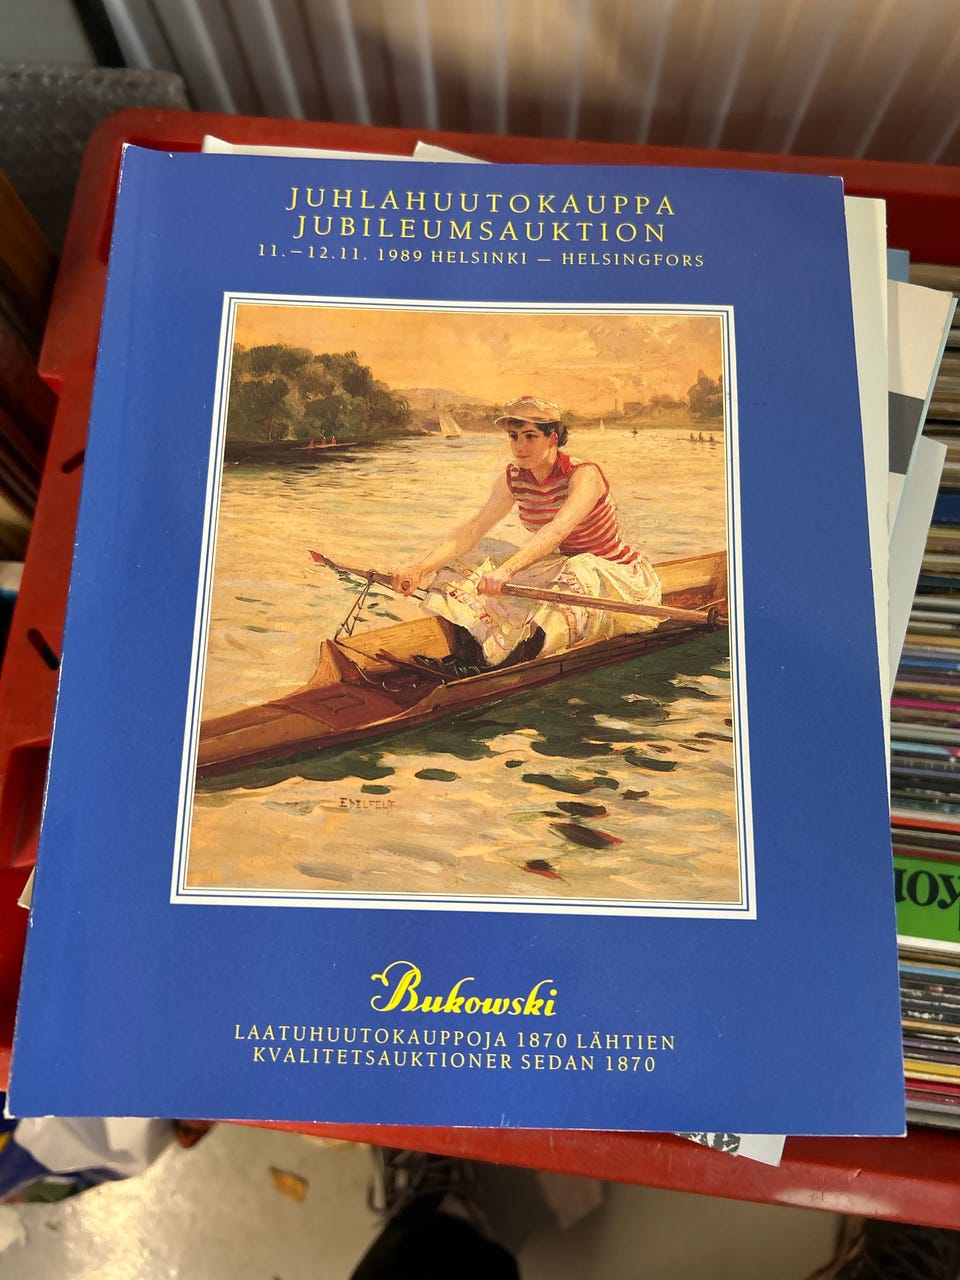 JUHLAHUUTOKAUPPA
JUBILEUMSAUKTION
11.–12.11. 1989 HELSINKI – HELSINGFORS
EDELFELT
Bukowski
LAATUHUUTOKAUPPOJA 1870 LÄHTIEN
KVALITETSAUKTIONER SEDAN 1870